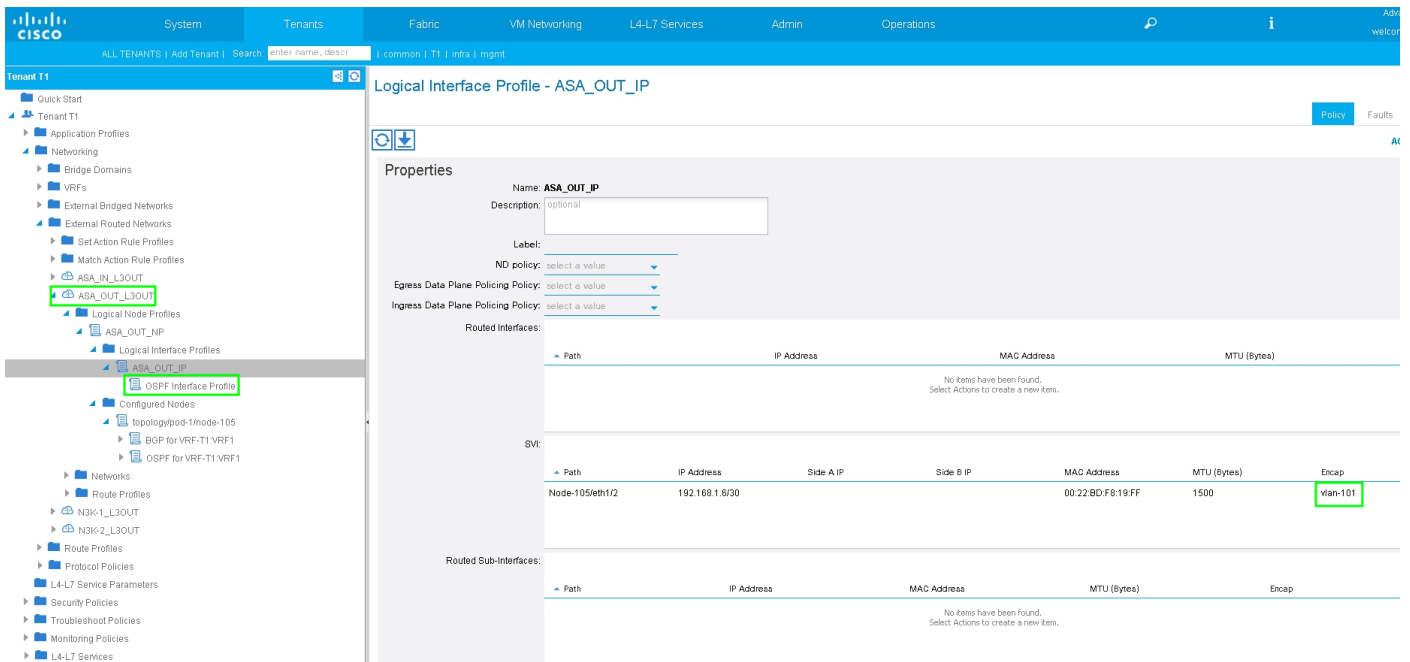 CISCO System Tenants Fabric VM Networking L4-L7 Services Admin Operations i Adva
welcon
ALL TENANTS | Add Tenant | Search: enter name, descr | common | T1 | infra | mgmt
Tenant T1
Quick Start
Tenant T1
Application Profiles
Networking
Bridge Domains
VRFs
External Bridged Networks
External Routed Networks
Set Action Rule Profiles
Match Action Rule Profiles
ASA_IN_L3OUT
ASA_OUT_L3OUT
Logical Node Profiles
ASA_OUT_NP
Logical Interface Profiles
ASA_OUT_IP
OSPF Interface Profile
Configured Nodes
topology/pod-1/node-105
BGP for VRF-T1:VRF1
OSPF for VRF-T1:VRF1
Networks
Route Profiles
N3K-1_L3OUT
N3K-2_L3OUT
Route Profiles
Protocol Policies
L4-L7 Service Parameters
Security Policies
Troubleshoot Policies
Monitoring Policies
L4-L7 Services
Logical Interface Profile - ASA_OUT_IP
Policy Faults
AC
Properties
Name: ASA_OUT_IP
Description: optional
Label:
ND policy: select a value
Egress Data Plane Policing Policy: select a value
Ingress Data Plane Policing Policy: select a value
Routed Interfaces:
Path IP Address MAC Address MTU (Bytes)
No items have been found.
Select Actions to create a new item.
SVI:
Path IP Address Side A IP Side B IP MAC Address MTU (Bytes) Encap
Node-105/eth1/2 192.168.1.6/30 00:22:BD:F8:19:FF 1500 vlan-101
Routed Sub-Interfaces:
Path IP Address MAC Address MTU (Bytes) Encap
No items have been found.
Select Actions to create a new item.